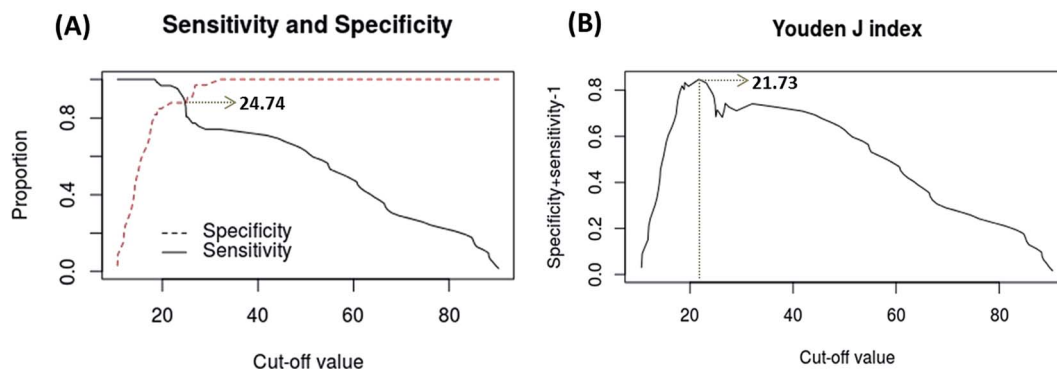 (A)
Sensitivity and Specificity
Proportion
0.8
0.4
0.0
24.74
Specificity
Sensitivity
20 40 60 80
Cut-off value
(B)
Youden J index
Specificity+sensitivity-1
0.8
0.6
0.4
0.2
0.0
21.73
20 40 60 80
Cut-off value